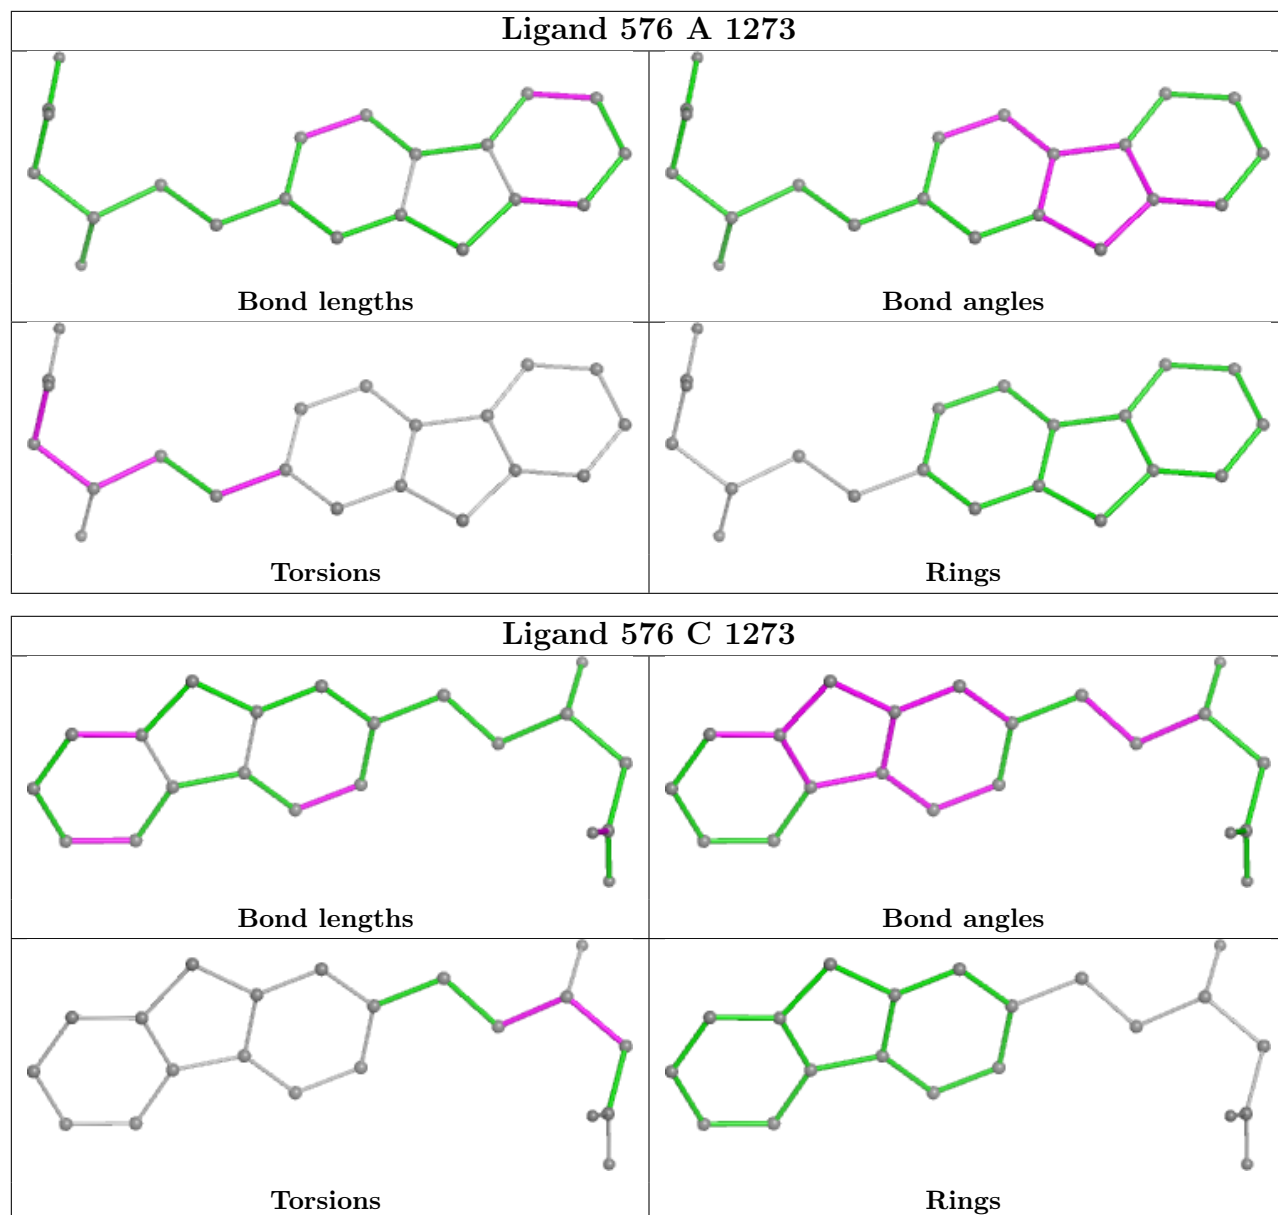 Ligand 576 A 1273
Bond lengths
Bond angles
Torsions
Rings
Ligand 576 C 1273
Bond lengths
Bond angles
Torsions
Rings